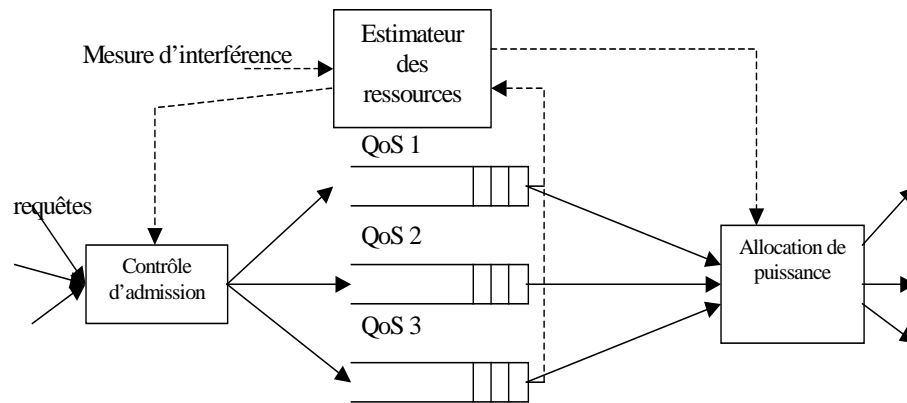 Estimateur
des
ressources
Mesure d'interférence
QoS 1
requêtes
QoS 2
Contrôle
d'admission
Allocation de
puissance
QoS 3